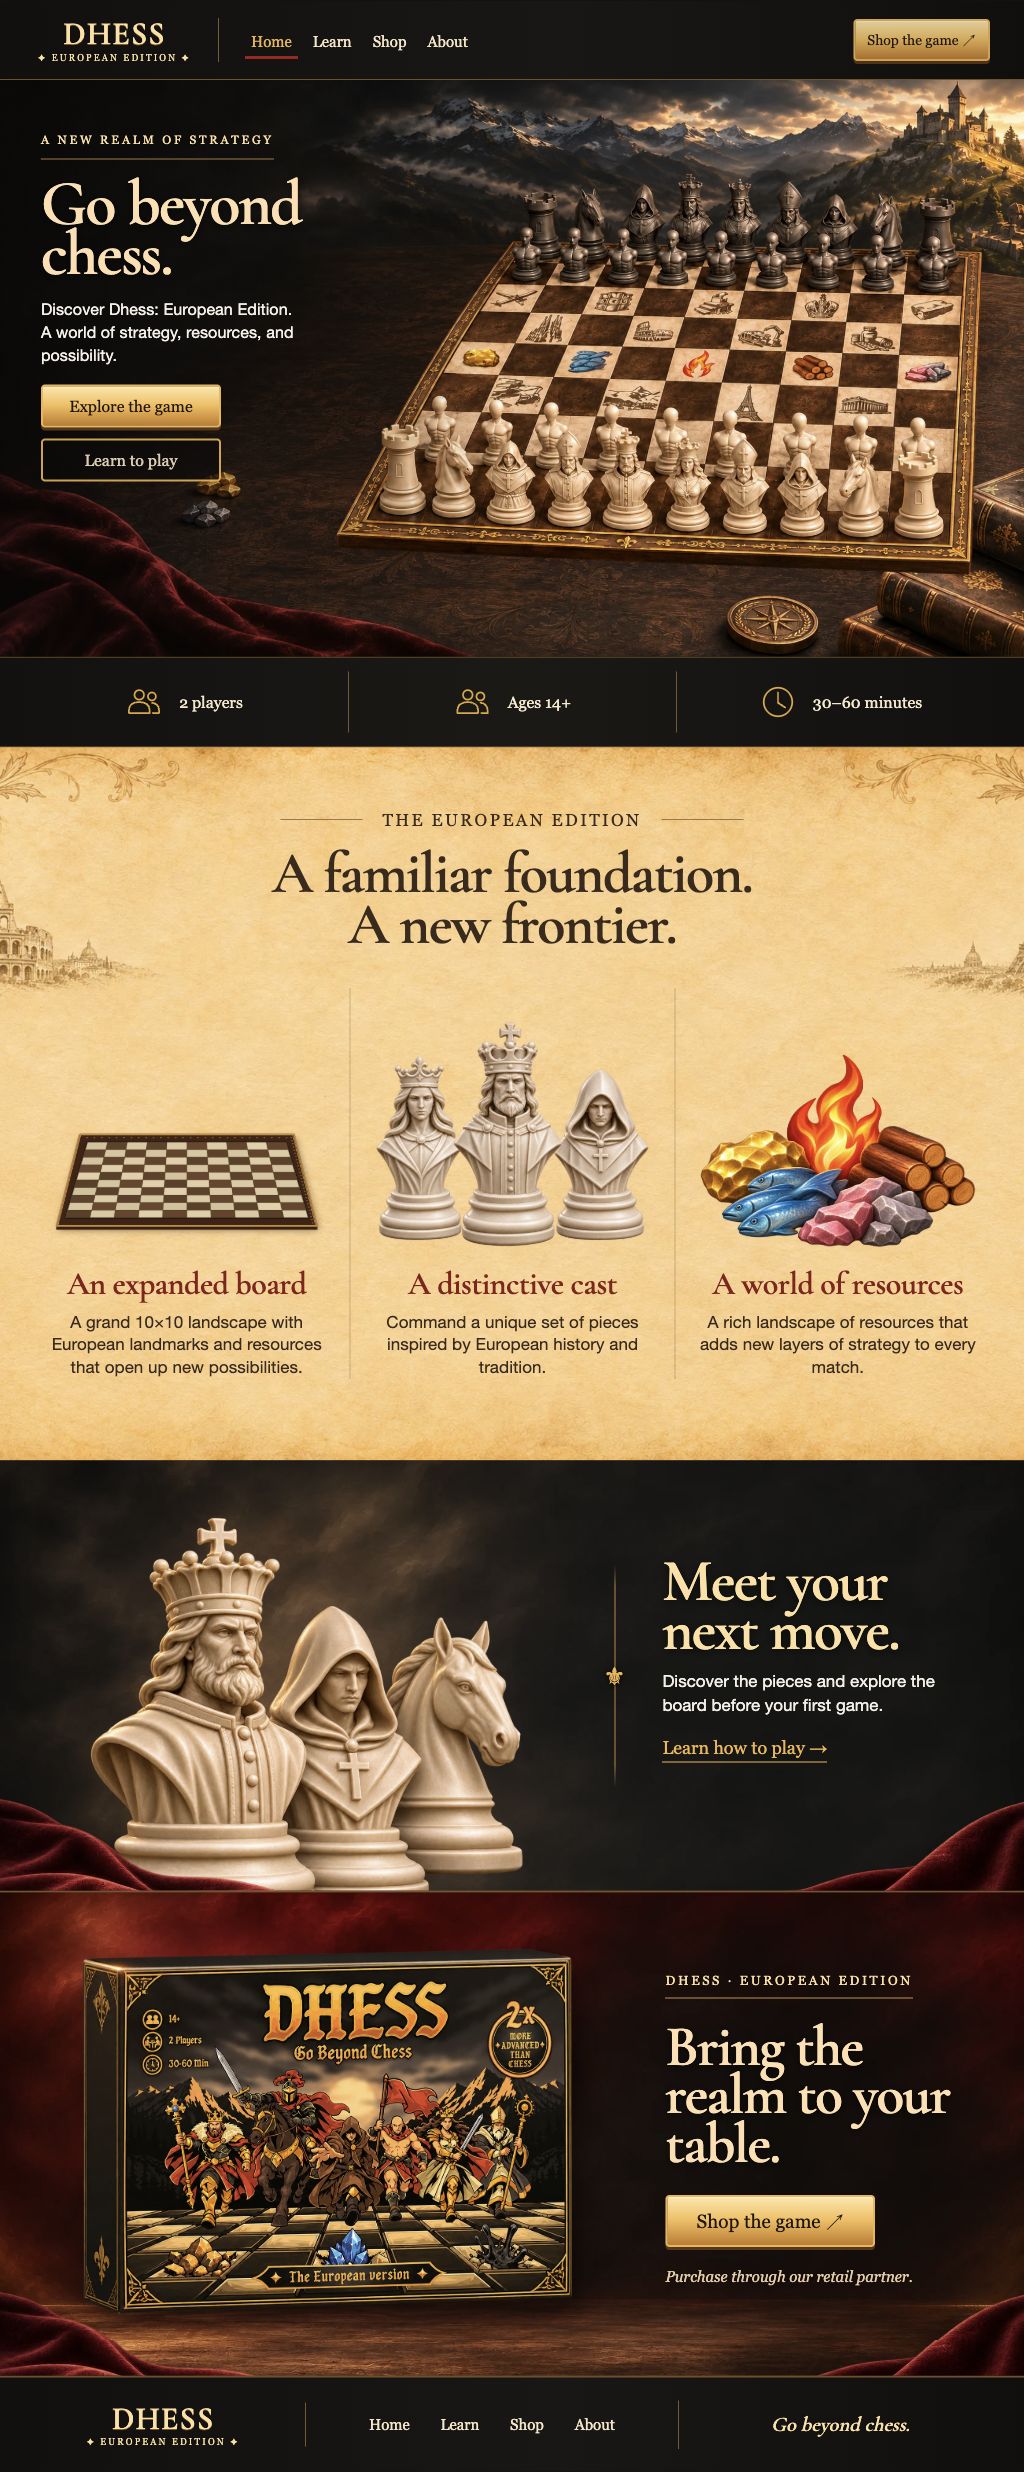 DHESS
✦ EUROPEAN EDITION ✦
Home Learn Shop About
Shop the game ↗
A NEW REALM OF STRATEGY
Go beyond
chess.
Discover Dhess: European Edition.
A world of strategy, resources, and
possibility.
Explore the game
Learn to play
2 players
Ages 14+
30–60 minutes
THE EUROPEAN EDITION
A familiar foundation.
A new frontier.
An expanded board
A grand 10×10 landscape with
European landmarks and resources
that open up new possibilities.
A distinctive cast
Command a unique set of pieces
inspired by European history and
tradition.
A world of resources
A rich landscape of resources that
adds new layers of strategy to every
match.
Meet your
next move.
Discover the pieces and explore the
board before your first game.
Learn how to play →
DHESS
Go Beyond Chess
14+
2 Players
30-60 Min
2x
MORE
ADVANCED
THAN
CHESS
✦ The European version ✦
DHESS · EUROPEAN EDITION
Bring the
realm to your
table.
Shop the game ↗
Purchase through our retail partner.
DHESS
✦ EUROPEAN EDITION ✦
Home Learn Shop About
Go beyond chess.